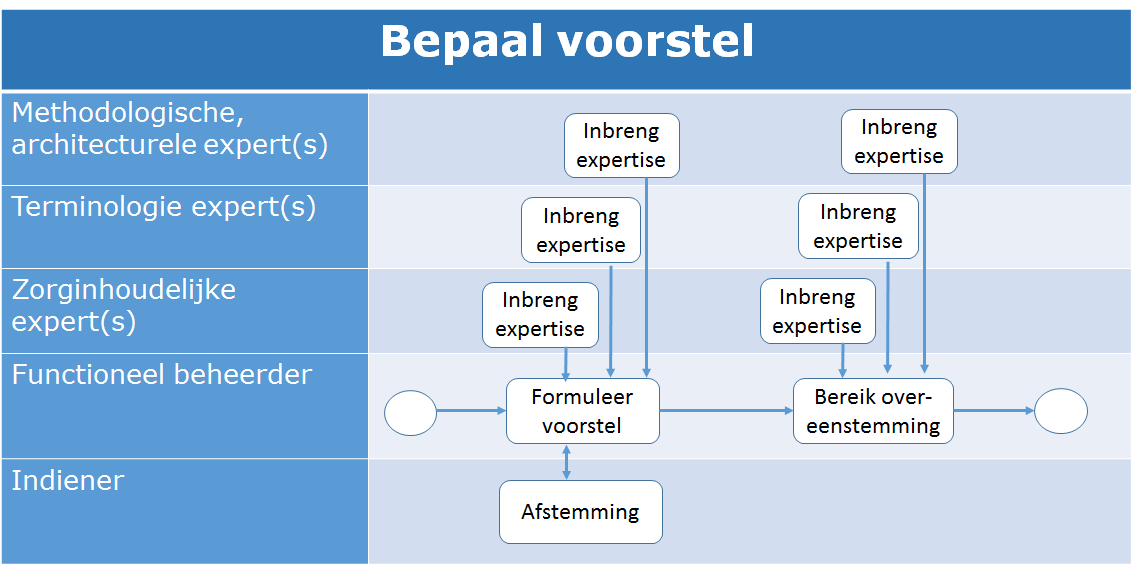 Bepaal voorstel
Methodologische,
architecturele expert(s)
Inbreng
expertise
Inbreng
expertise
Terminologie expert(s)
Inbreng
expertise
Inbreng
expertise
Zorginhoudelijke
expert(s)
Inbreng
expertise
Inbreng
expertise
Functioneel beheerder
Formuleer
voorstel
Bereik over-
eenstemming
Indiener
Afstemming